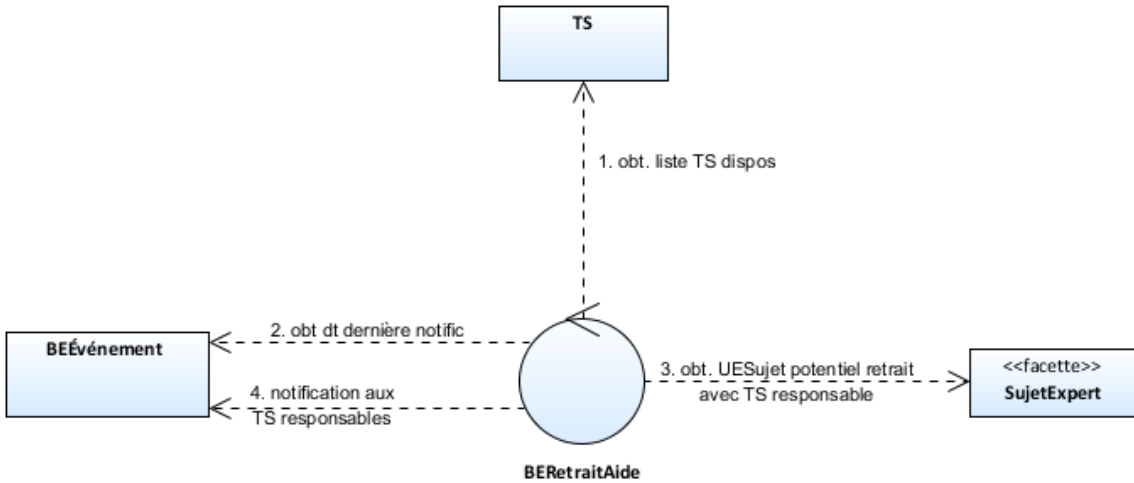 TS
1. obt. liste TS dispos
2. obt dt dernière notific
BEÉvénement
4. notification aux
TS responsables
3. obt. UESujet potentiel retrait
avec TS responsable
<<facette>>
SujetExpert
BERetraitAide